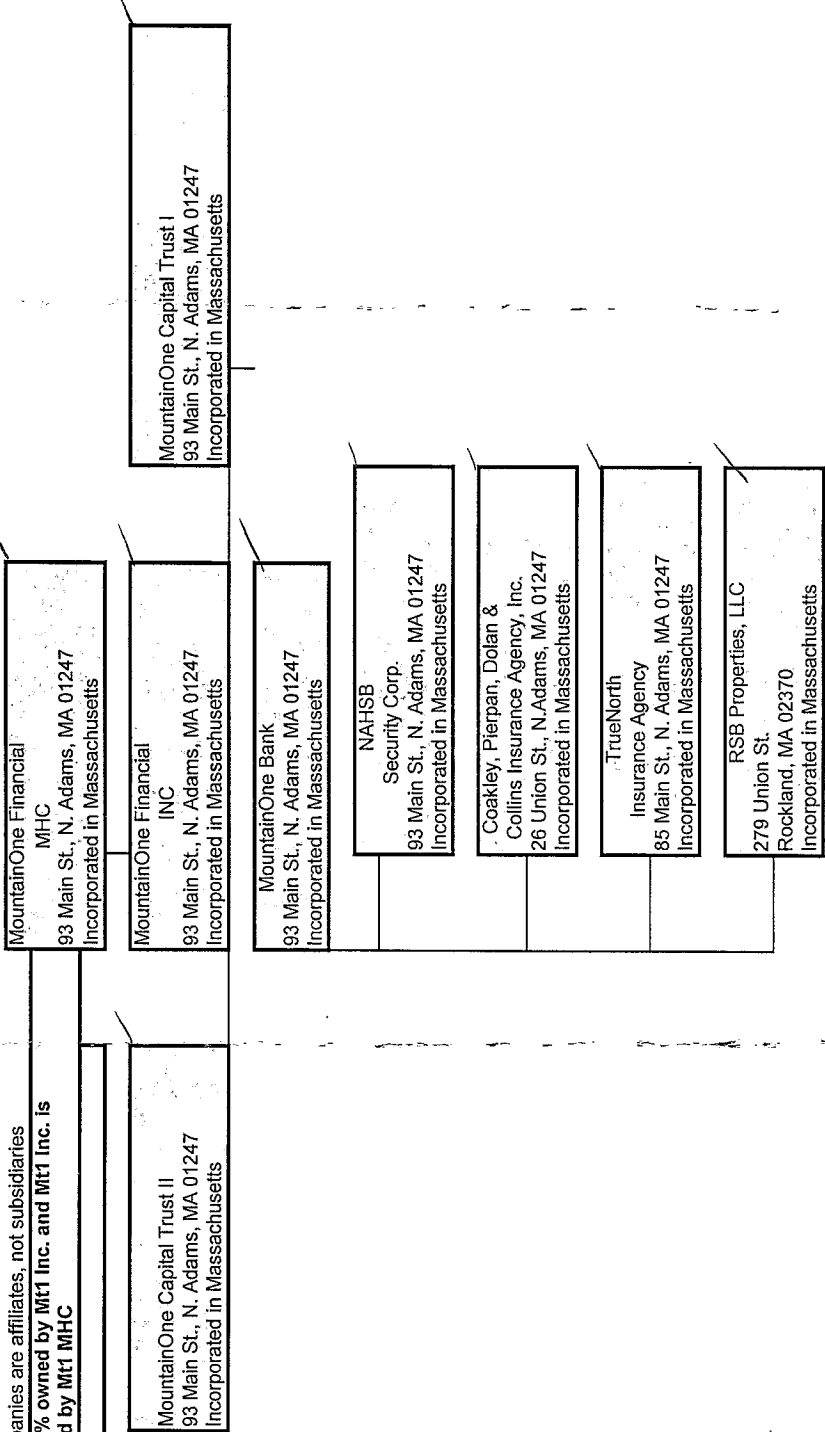 anies are affiliates, not subsidiaries
% owned by Mt1 Inc. and Mt1 Inc. is
d by Mt1 MHC
MountainOne Financial
MHC
93 Main St., N. Adams, MA 01247
Incorporated in Massachusetts
MountainOne Capital Trust II
93 Main St., N. Adams, MA 01247
Incorporated in Massachusetts
MountainOne Financial
INC
93 Main St., N. Adams, MA 01247
Incorporated in Massachusetts
MountainOne Capital Trust I
93 Main St., N. Adams, MA 01247
Incorporated in Massachusetts
MountainOne Bank
93 Main St., N. Adams, MA 01247
Incorporated in Massachusetts
NAHSB
Security Corp.
93 Main St., N. Adams, MA 01247
Incorporated in Massachusetts
Coakley, Pierpan, Dolan &
Collins Insurance Agency, Inc.
26 Union St., N.Adams, MA 01247
Incorporated in Massachusetts
TrueNorth
Insurance Agency
85 Main St., N. Adams, MA 01247
Incorporated in Massachusetts
RSB Properties, LLC
279 Union St.
Rockland, MA 02370
Incorporated in Massachusetts